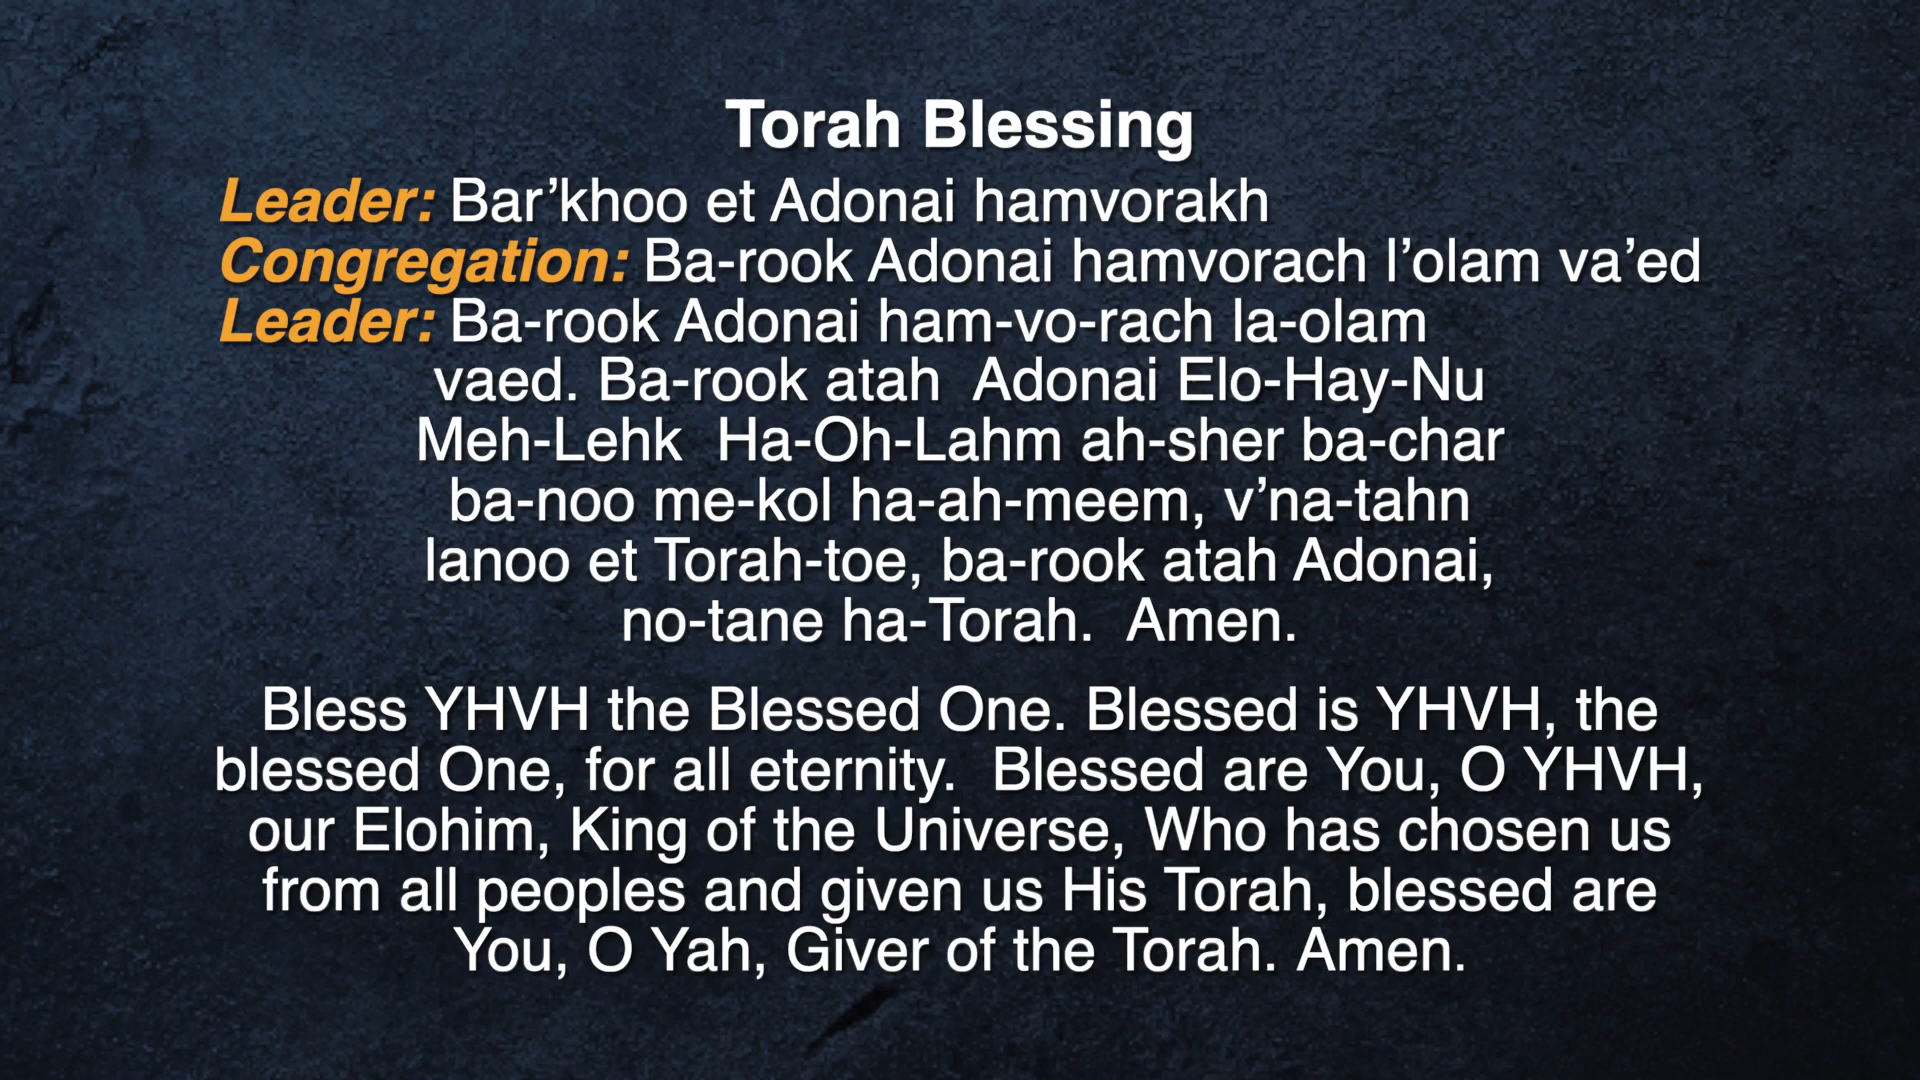 Torah Blessing
Leader: Bar’khoo et Adonai hamvorakh
Congregation: Ba-rook Adonai hamvorach l’olam va’ed
Leader: Ba-rook Adonai ham-vo-rach la-olam
vaed. Ba-rook atah  Adonai Elo-Hay-Nu
Meh-Lehk  Ha-Oh-Lahm ah-sher ba-char
ba-noo me-kol ha-ah-meem, v’na-tahn
lanoo et Torah-toe, ba-rook atah Adonai,
no-tane ha-Torah.  Amen.
Bless YHVH the Blessed One. Blessed is YHVH, the
blessed One, for all eternity.  Blessed are You, O YHVH,
our Elohim, King of the Universe, Who has chosen us
from all peoples and given us His Torah, blessed are
You, O Yah, Giver of the Torah. Amen.